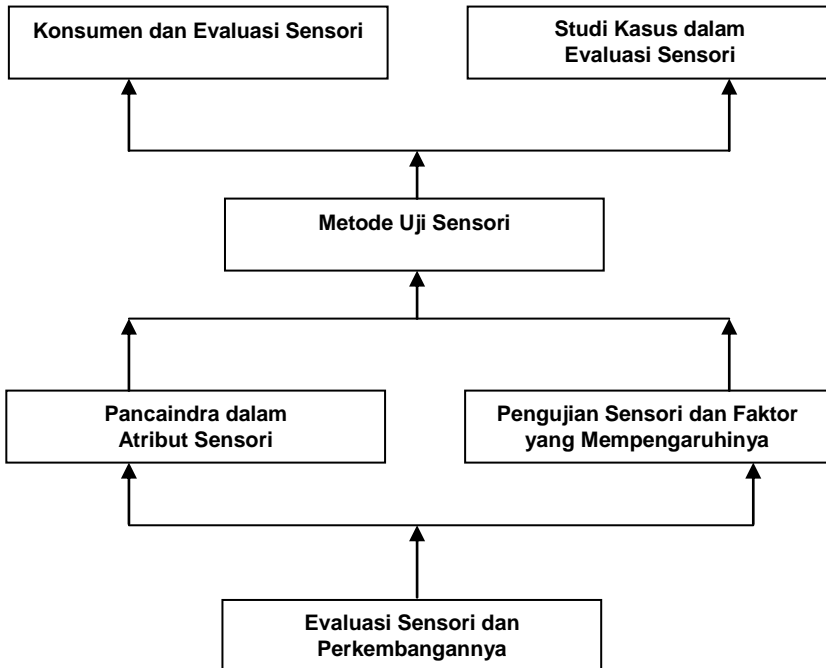 Konsumen dan Evaluasi Sensori
Studi Kasus dalam
Evaluasi Sensori
Metode Uji Sensori
Pancaindra dalam
Atribut Sensori
Pengujian Sensori dan Faktor
yang Mempengaruhinya
Evaluasi Sensori dan
Perkembangannya